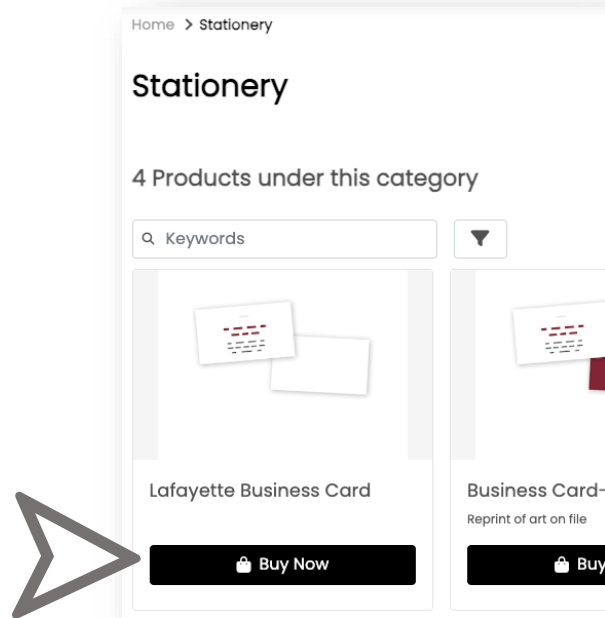 Home > Stationery
Stationery
4 Products under this category
Keywords
Lafayette Business Card
Business Card-
Reprint of art on file
Buy Now
Buy